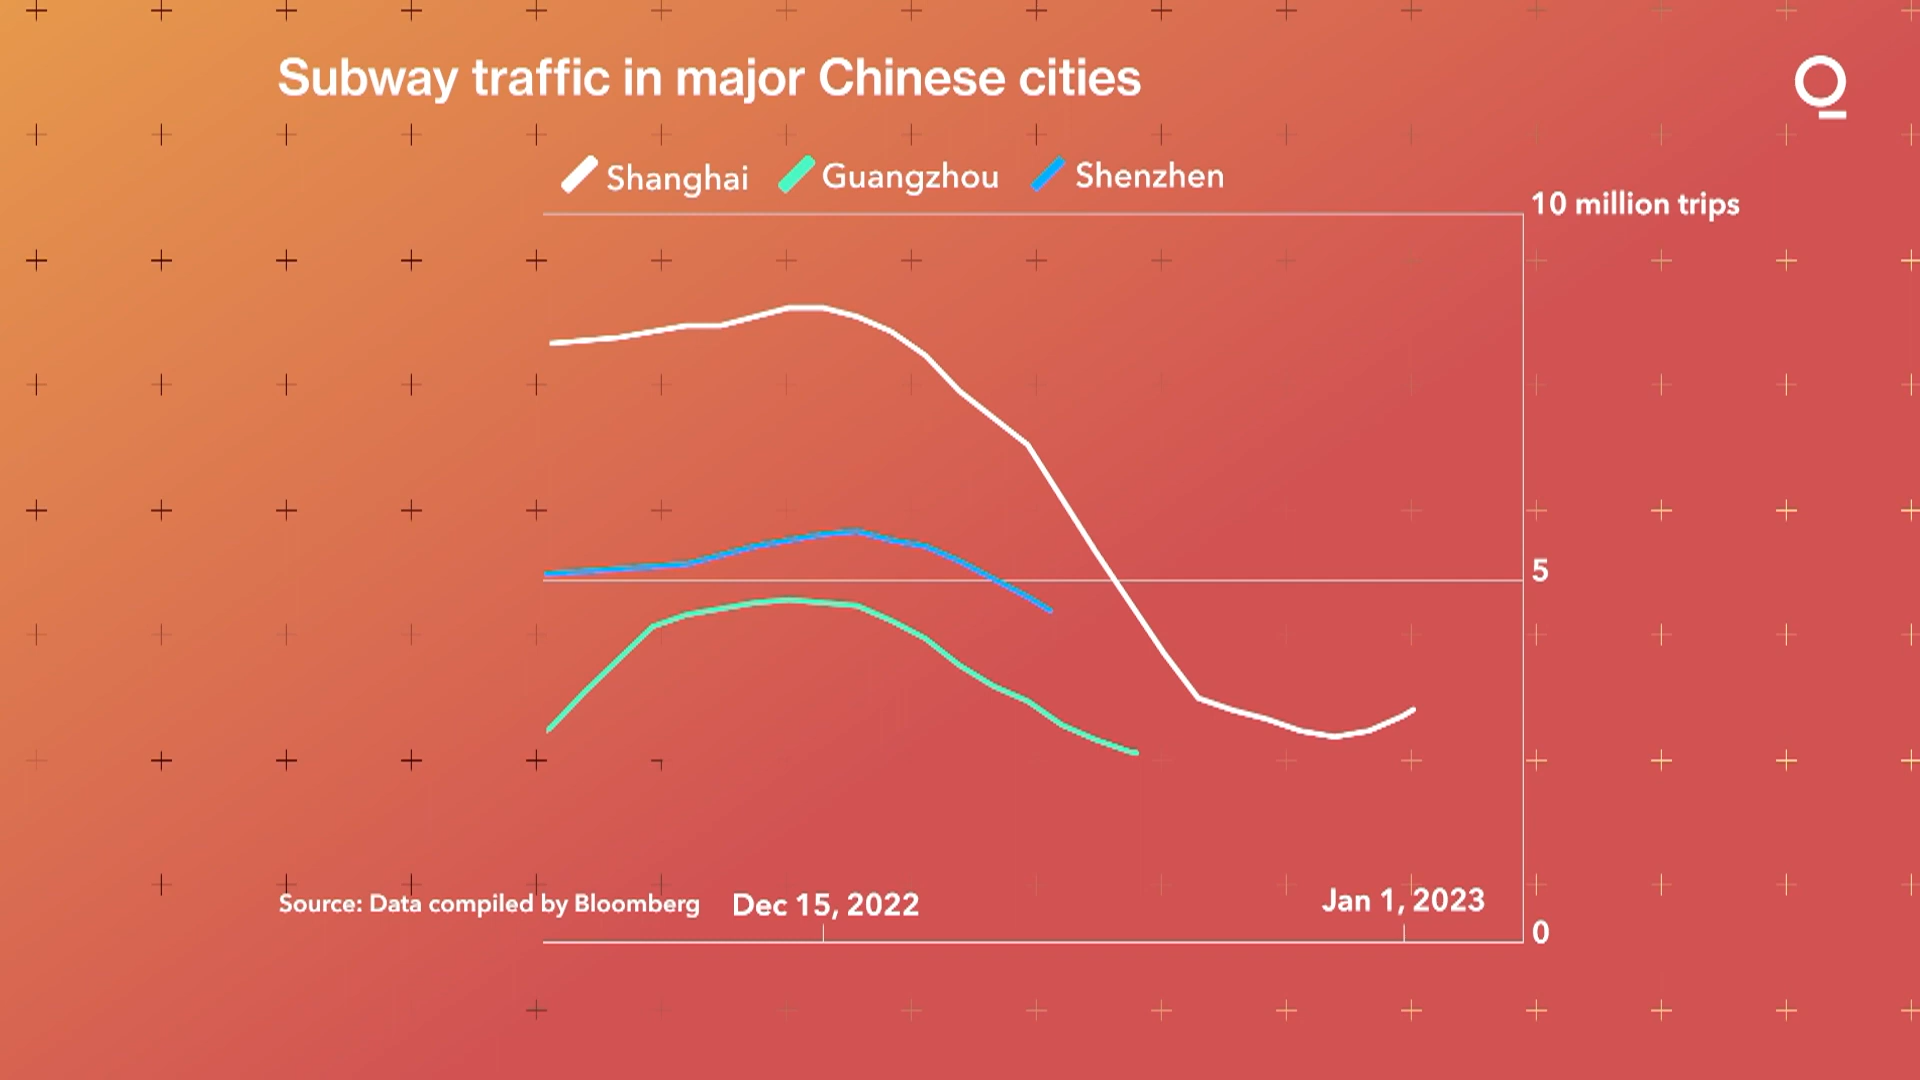 Subway traffic in major Chinese cities
Shanghai Guangzhou Shenzhen
10 million trips
5
Source: Data compiled by Bloomberg
Dec 15, 2022
Jan 1, 2023
0